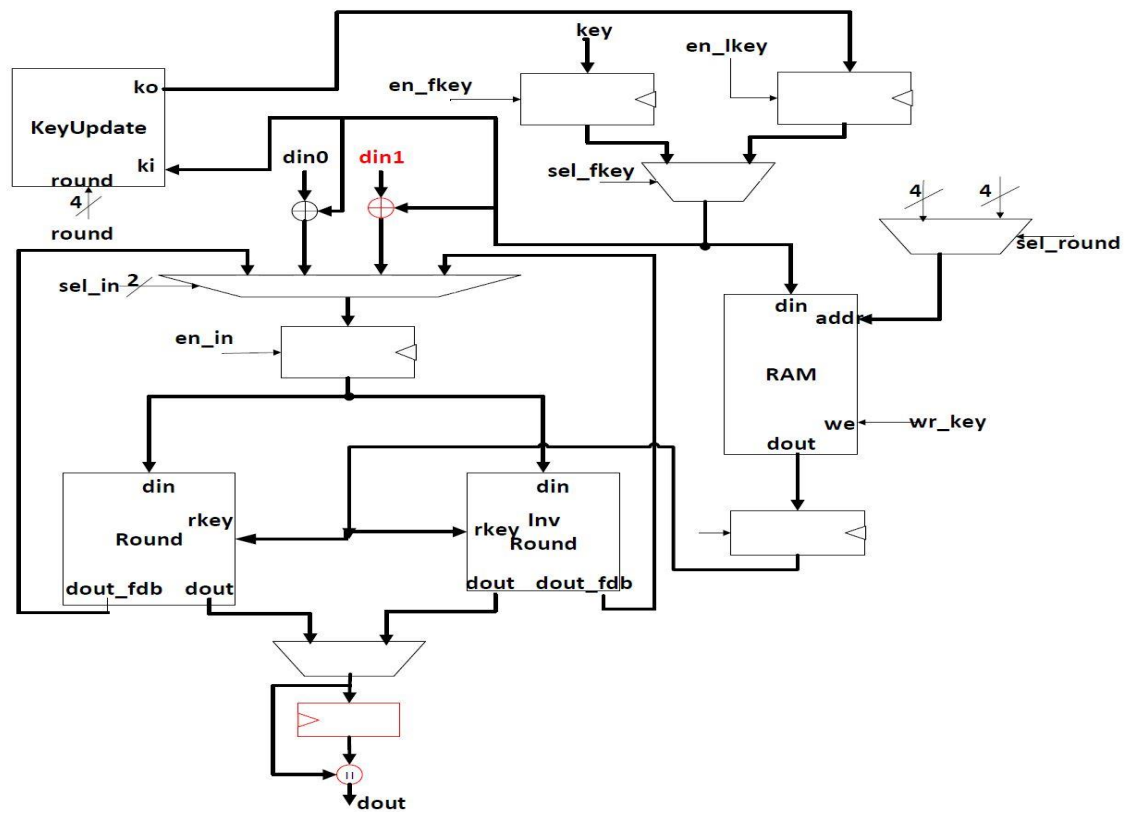 key
en_lkey
ko
en_fkey
KeyUpdate
din0
din1
ki
sel_fkey
round
4
4
4
round
sel_round
sel_in
2
din
addr
en_in
RAM
we
wr_key
dout
din
din
rkey
Round
rkey
Inv
Round
dout_fdb
dout
dout
dout_fdb
II
dout